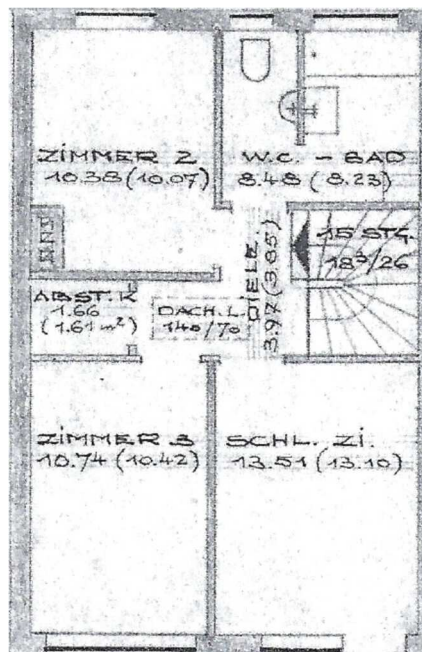 ZIMMER 2
10.38 (10.07)
W.C. - BAD
8.48 (8.23)
15 STG.
18³/26
DIELE
3.97 (3.85)
ABST. K
1.66
(1.61 m²)
DACH.L.
140/70
ZIMMER 3
10.74 (10.42)
SCHL. ZI.
13.51 (13.10)